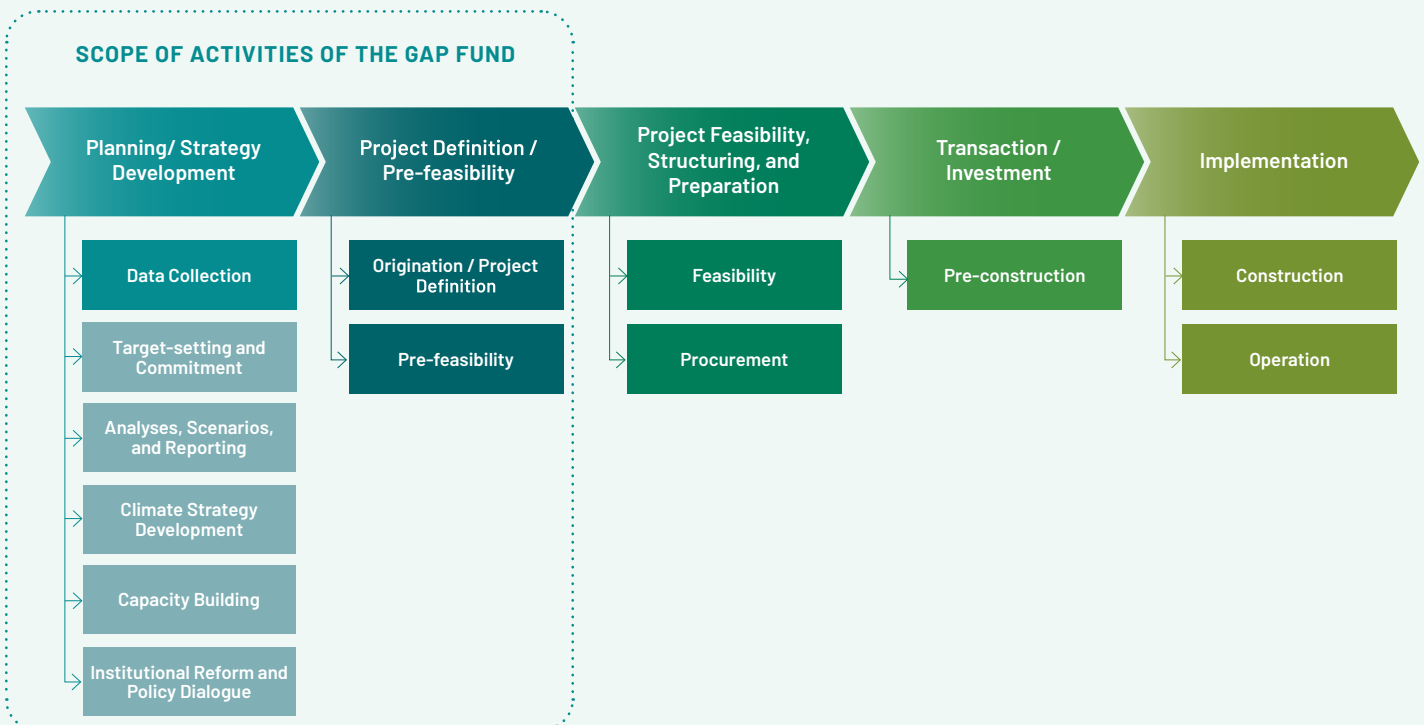 SCOPE OF ACTIVITIES OF THE GAP FUND
Planning/ Strategy
Development
Project Definition /
Pre-feasibility
Project Feasibility,
Structuring, and
Preparation
Transaction /
Investment
Implementation
Data Collection
Target-setting and
Commitment
Analyses, Scenarios,
and Reporting
Climate Strategy
Development
Capacity Building
Institutional Reform and
Policy Dialogue
Origination / Project
Definition
Pre-feasibility
Feasibility
Procurement
Pre-construction
Construction
Operation